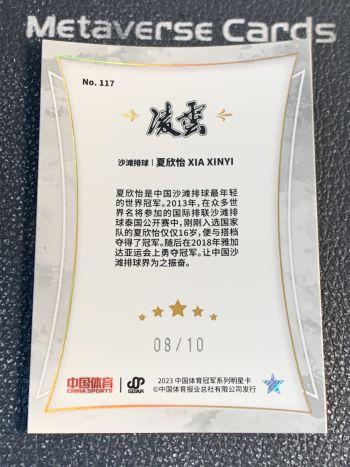 Metaverse Cards
No. 117
凌雲
沙滩排球 | 夏欣怡 XIA XINYI
夏欣怡是中国沙滩排球最年轻
的世界冠军。2013年，在众多世
界名将参加的国际排联沙滩排
球泰国公开赛中，刚刚入选国家
队的夏欣怡仅仅16岁，便与搭档
夺得了冠军。随后在2018年雅加
达亚运会上勇夺冠军。让中国沙
滩排球界为之振奋。
08/10
中国体育
CHINA SPORTS
SDAR
2023 中国体育冠军系列明星卡
©中国体育报业总社有限公司发行